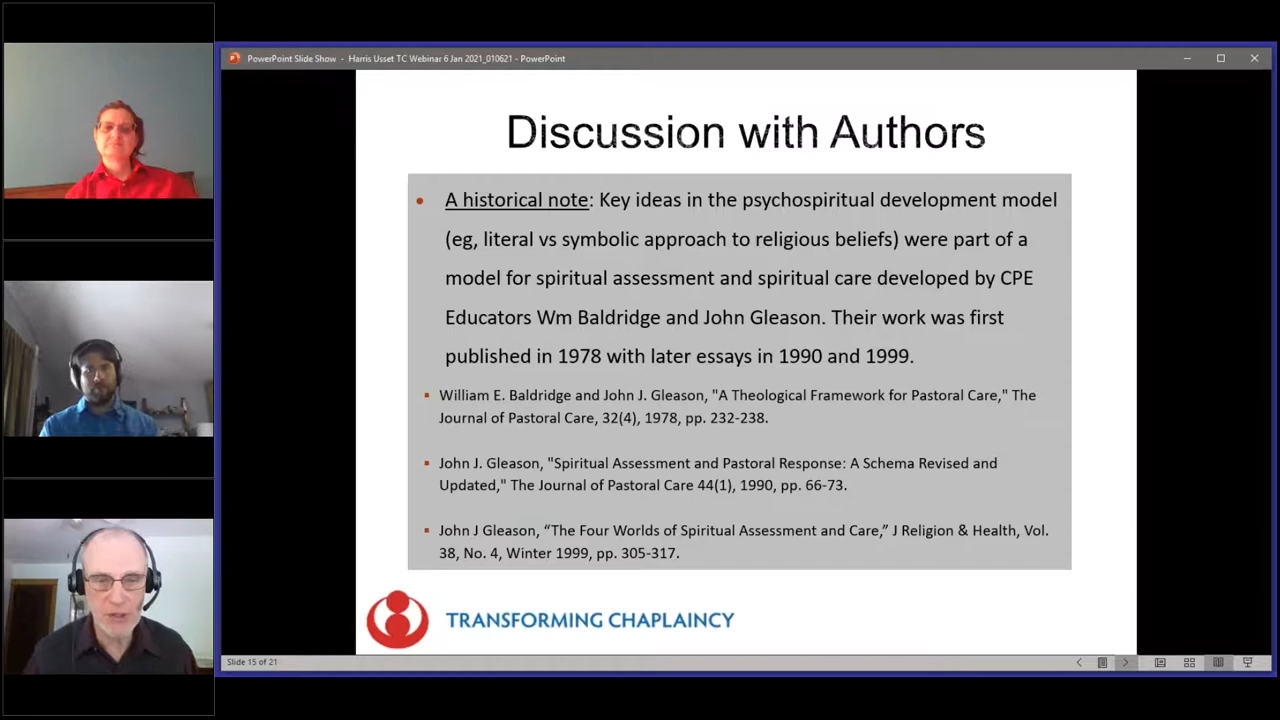 PowerPoint Slide Show - Harris Usset TC Webinar 6 Jan 2021_010621 - PowerPoint
Discussion with Authors
• A historical note: Key ideas in the psychospiritual development model
(eg, literal vs symbolic approach to religious beliefs) were part of a
model for spiritual assessment and spiritual care developed by CPE
Educators Wm Baldridge and John Gleason. Their work was first
published in 1978 with later essays in 1990 and 1999.
▪ William E. Baldridge and John J. Gleason, "A Theological Framework for Pastoral Care," The
Journal of Pastoral Care, 32(4), 1978, pp. 232-238.
▪ John J. Gleason, "Spiritual Assessment and Pastoral Response: A Schema Revised and
Updated," The Journal of Pastoral Care 44(1), 1990, pp. 66-73.
▪ John J Gleason, “The Four Worlds of Spiritual Assessment and Care,” J Religion & Health, Vol.
38, No. 4, Winter 1999, pp. 305-317.
TRANSFORMING CHAPLAINCY
Slide 15 of 21